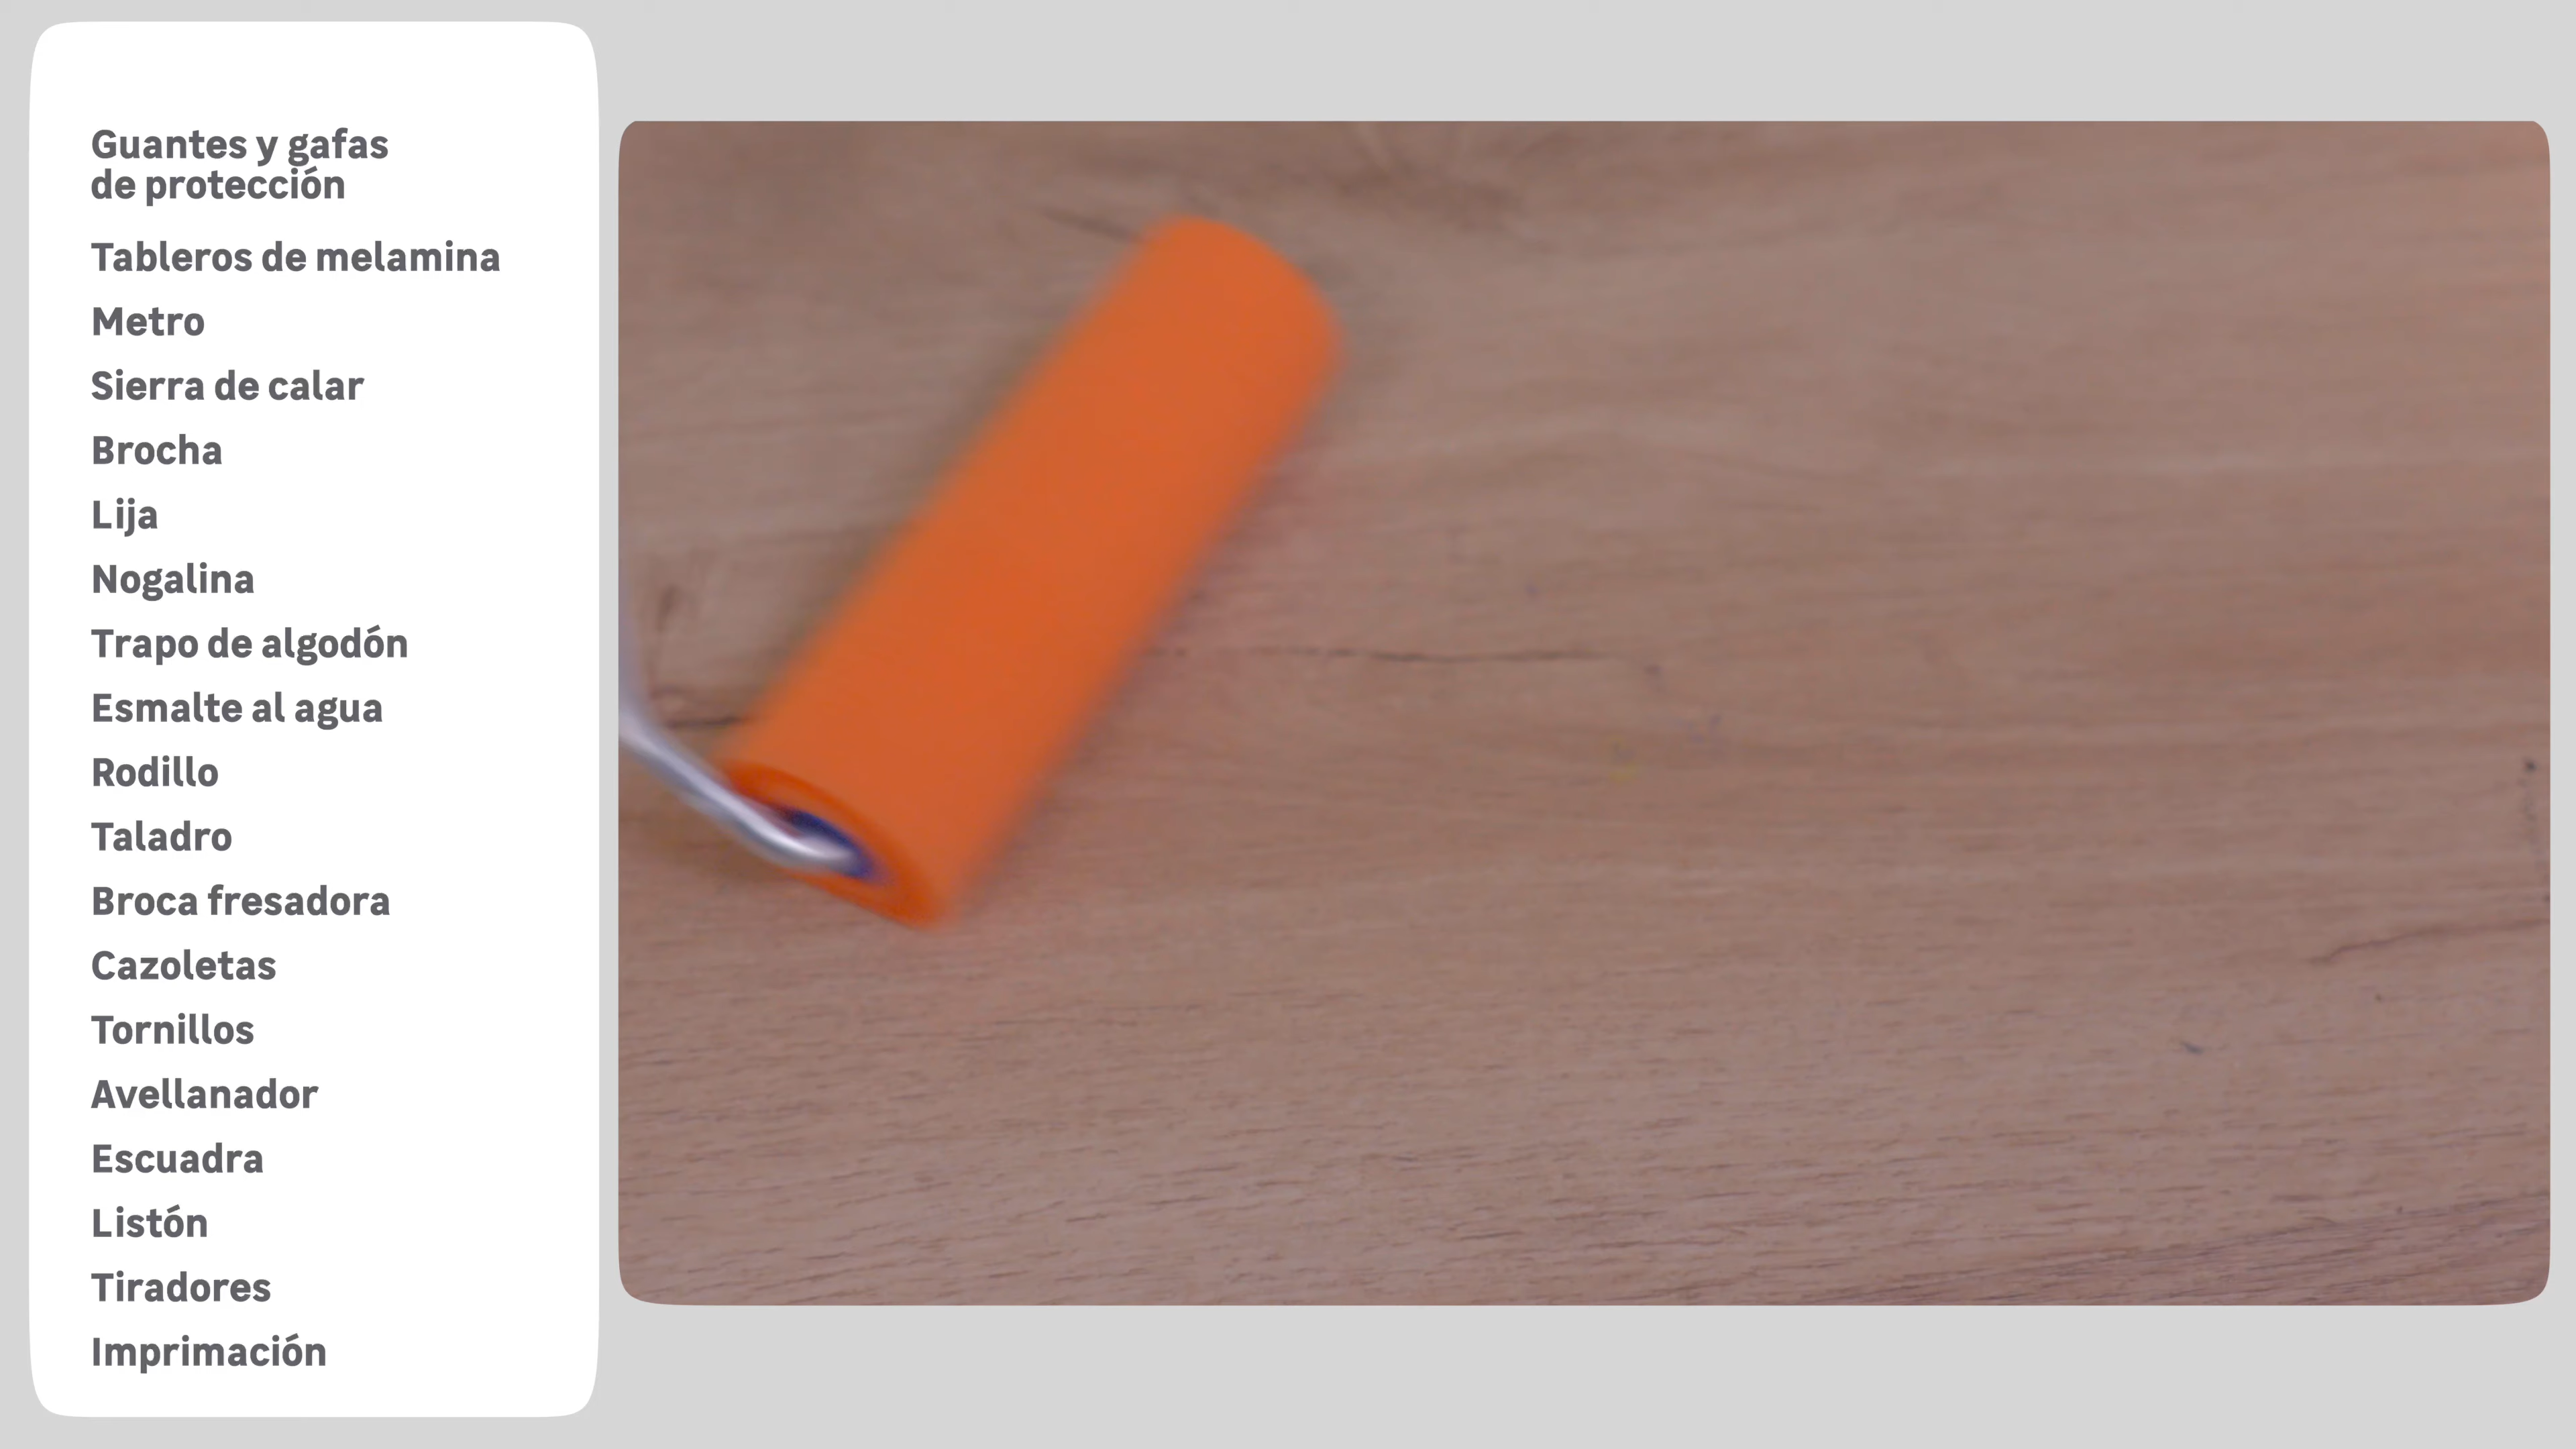 Guantes y gafas
de protección
Tableros de melamina
Metro
Sierra de calar
Brocha
Lija
Nogalina
Trapo de algodón
Esmalte al agua
Rodillo
Taladro
Broca fresadora
Cazoletas
Tornillos
Avellanador
Escuadra
Listón
Tiradores
Imprimación